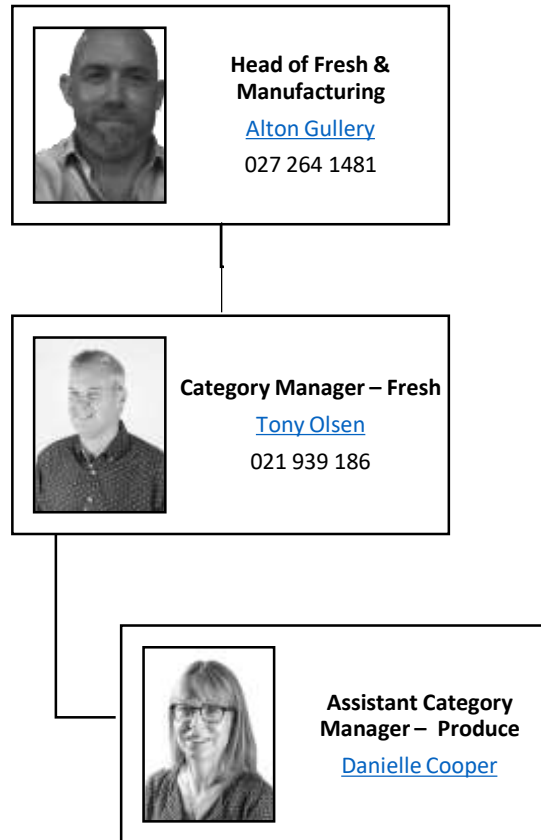 Head of Fresh &
Manufacturing
Alton Gullery
027 264 1481
Category Manager – Fresh
Tony Olsen
021 939 186
Assistant Category
Manager – Produce
Danielle Cooper